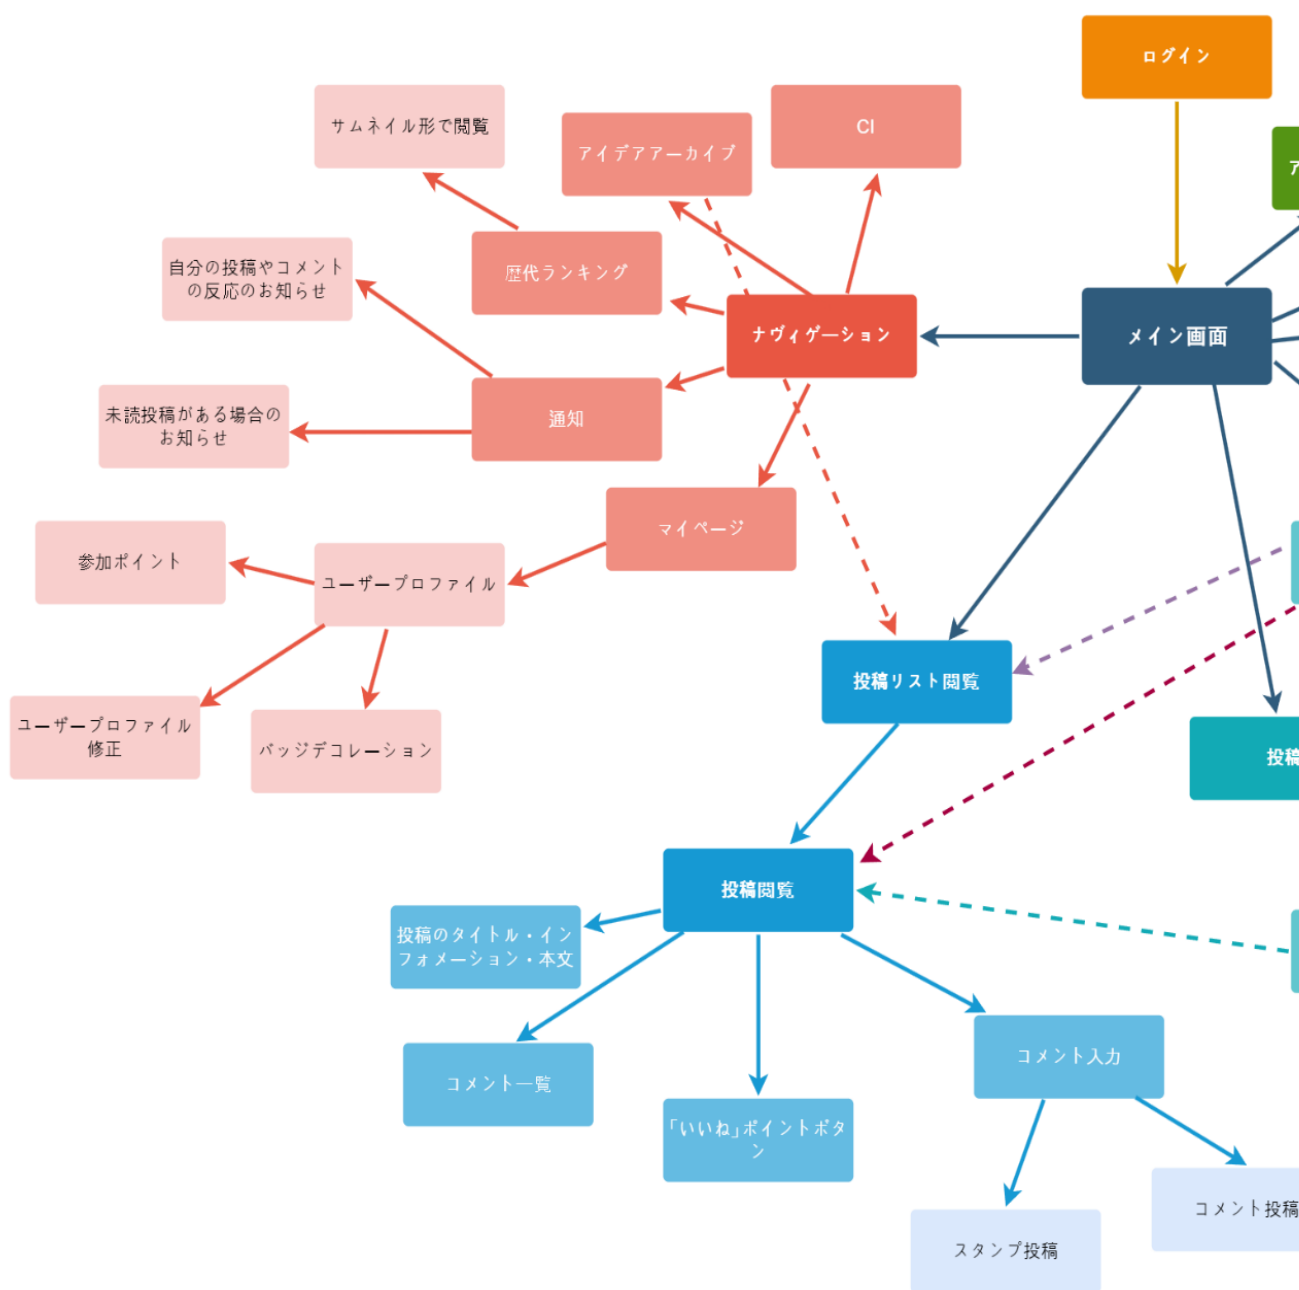 ログイン
サムネイル形で閲覧
アイデアアーカイブ
CI
ア
自分の投稿やコメント
の反応のお知らせ
歴代ランキング
ナヴィゲーション
メイン画面
未読投稿がある場合の
お知らせ
通知
マイページ
参加ポイント
ユーザープロファイル
ユーザープロファイル
修正
バッジデコレーション
投稿リスト閲覧
投稿
投稿閲覧
投稿のタイトル・イン
フォメーション・本文
コメント一覧
「いいね」ポイントボタ
ン
コメント入力
スタンプ投稿
コメント投稿